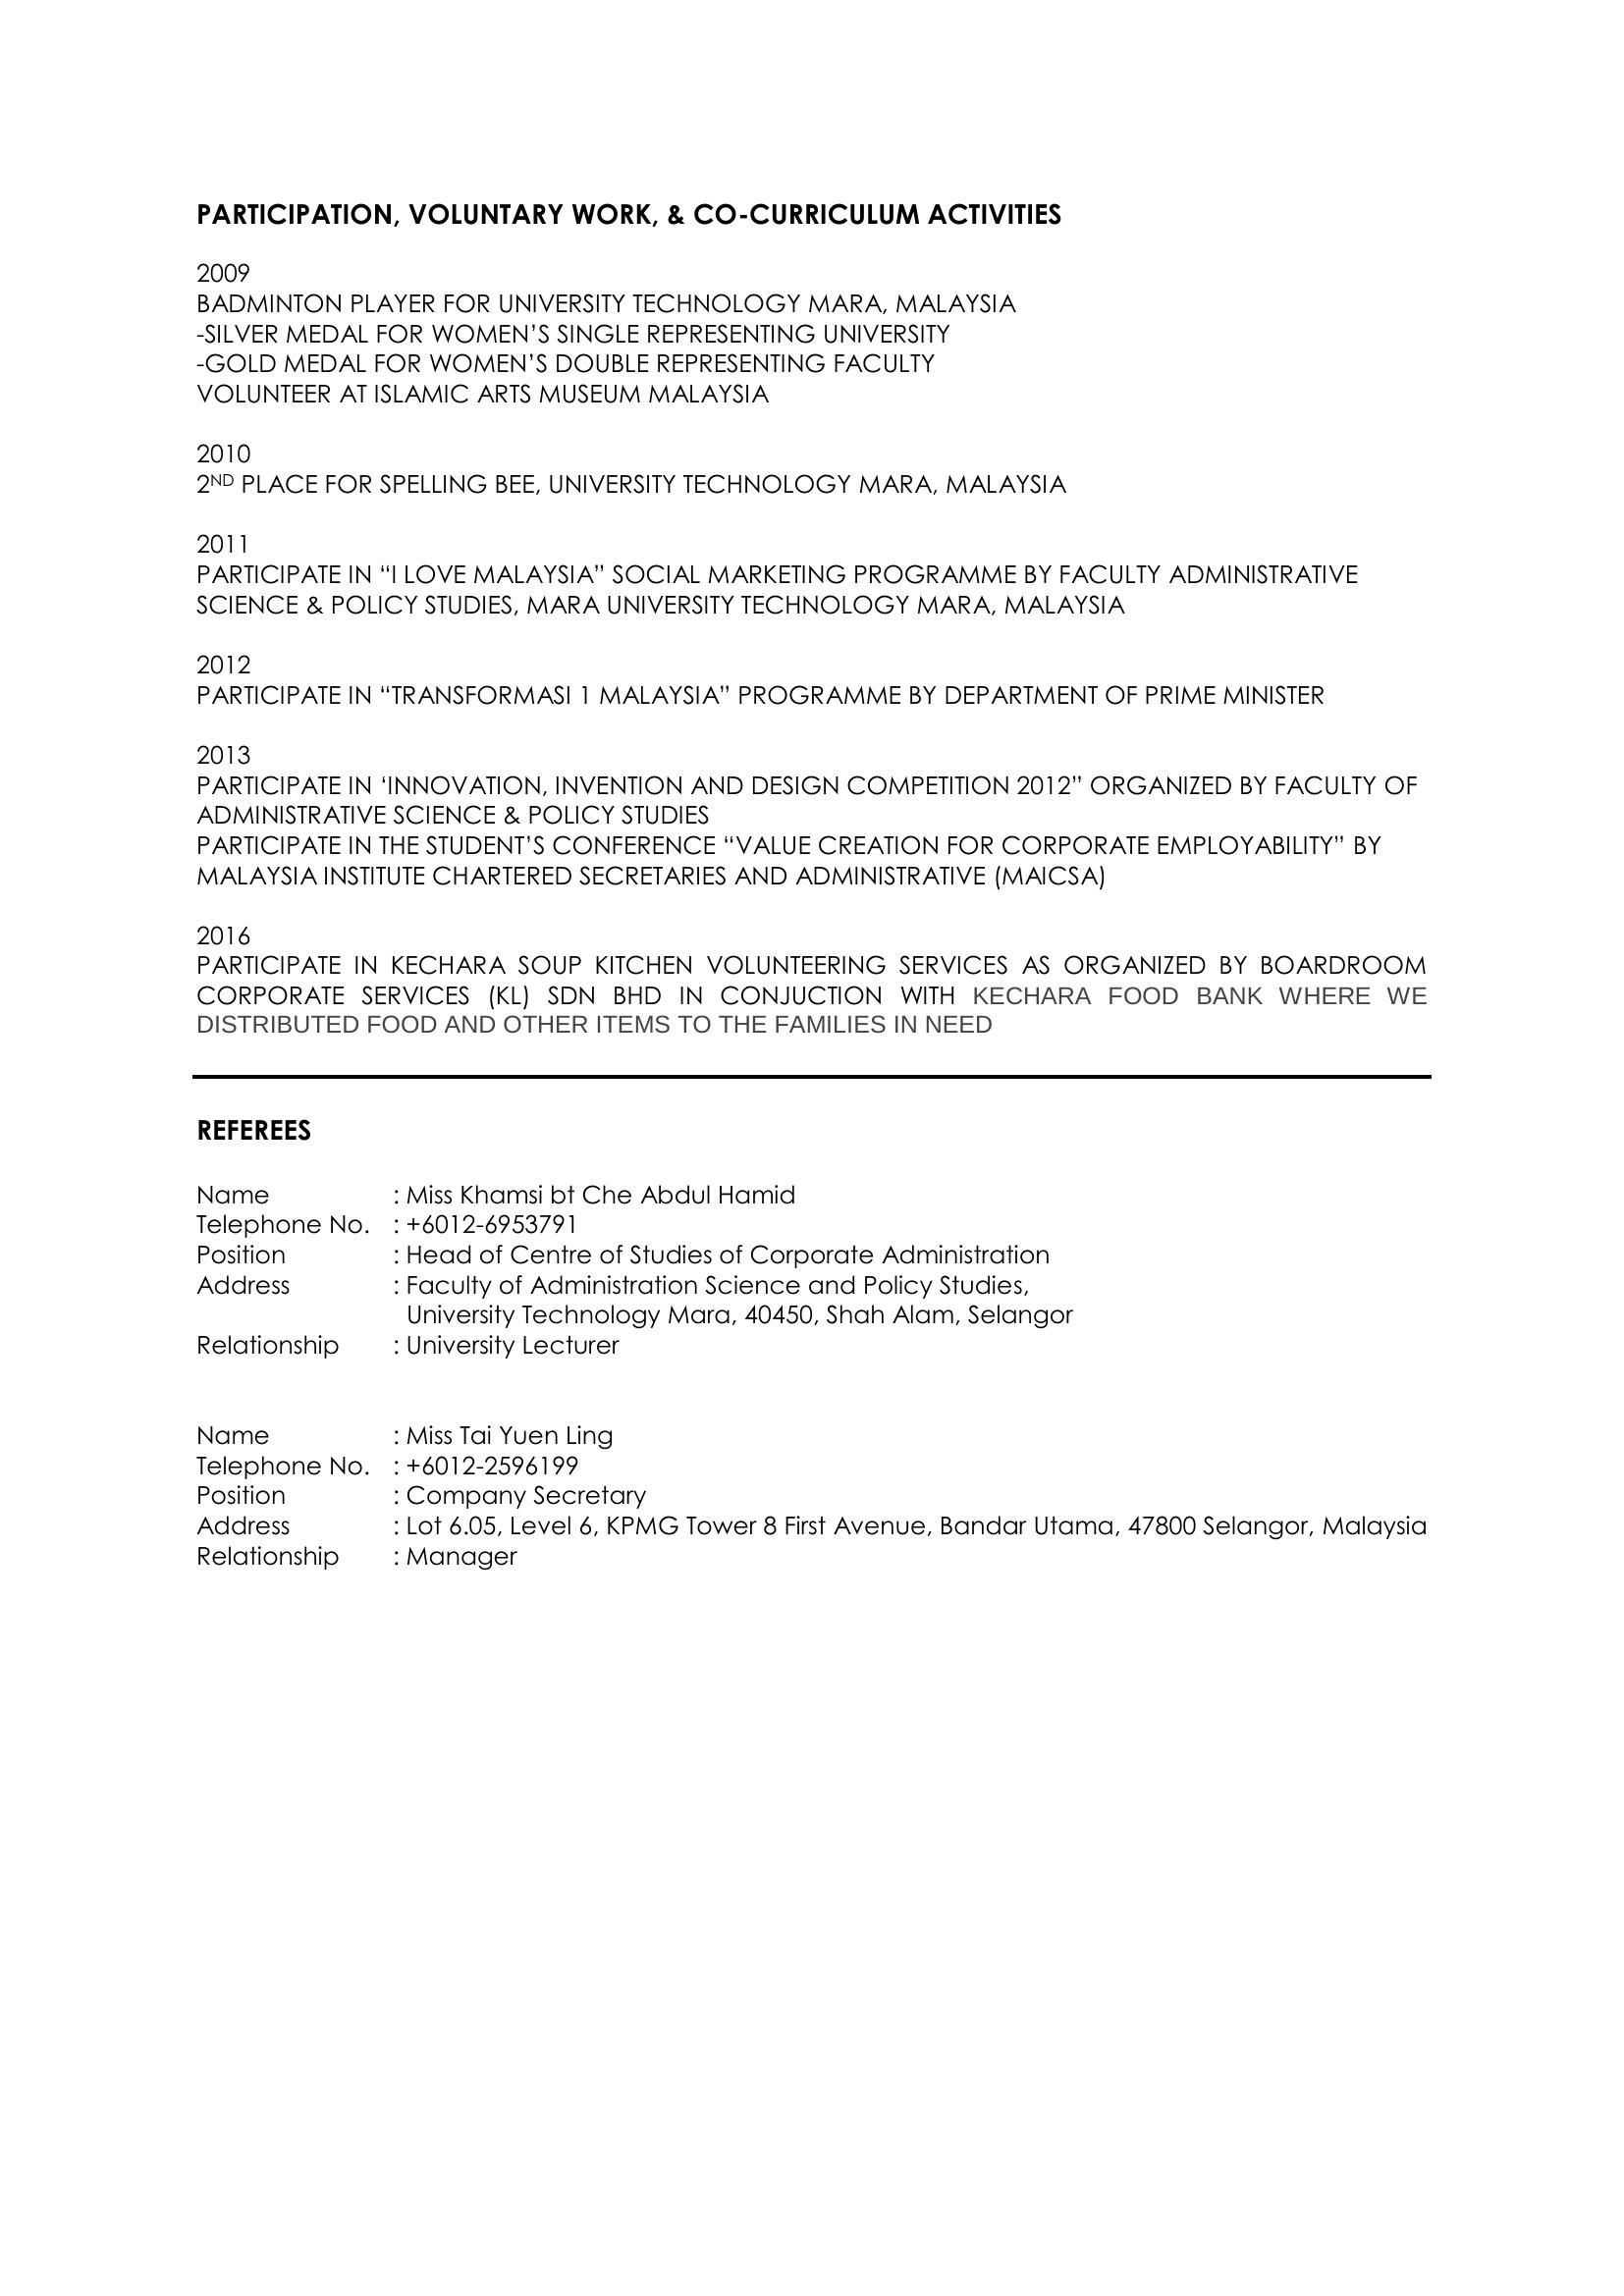 PARTICIPATION, VOLUNTARY WORK, & CO-CURRICULUM ACTIVITIES
2009
BADMINTON PLAYER FOR UNIVERSITY TECHNOLOGY MARA, MALAYSIA
-SILVER MEDAL FOR WOMEN’S SINGLE REPRESENTING UNIVERSITY
-GOLD MEDAL FOR WOMEN’S DOUBLE REPRESENTING FACULTY
VOLUNTEER AT ISLAMIC ARTS MUSEUM MALAYSIA
2010
2ND PLACE FOR SPELLING BEE, UNIVERSITY TECHNOLOGY MARA, MALAYSIA
2011
PARTICIPATE IN “I LOVE MALAYSIA” SOCIAL MARKETING PROGRAMME BY FACULTY ADMINISTRATIVE
SCIENCE & POLICY STUDIES, MARA UNIVERSITY TECHNOLOGY MARA, MALAYSIA
2012
PARTICIPATE IN “TRANSFORMASI 1 MALAYSIA” PROGRAMME BY DEPARTMENT OF PRIME MINISTER
2013
PARTICIPATE IN ‘INNOVATION, INVENTION AND DESIGN COMPETITION 2012” ORGANIZED BY FACULTY OF
ADMINISTRATIVE SCIENCE & POLICY STUDIES
PARTICIPATE IN THE STUDENT’S CONFERENCE “VALUE CREATION FOR CORPORATE EMPLOYABILITY” BY
MALAYSIA INSTITUTE CHARTERED SECRETARIES AND ADMINISTRATIVE (MAICSA)
2016
PARTICIPATE IN KECHARA SOUP KITCHEN VOLUNTEERING SERVICES AS ORGANIZED BY BOARDROOM
CORPORATE SERVICES (KL) SDN BHD IN CONJUCTION WITH KECHARA FOOD BANK WHERE WE
DISTRIBUTED FOOD AND OTHER ITEMS TO THE FAMILIES IN NEED
REFEREES
Name : Miss Khamsi bt Che Abdul Hamid
Telephone No. : +6012-6953791
Position : Head of Centre of Studies of Corporate Administration
Address : Faculty of Administration Science and Policy Studies,
University Technology Mara, 40450, Shah Alam, Selangor
Relationship : University Lecturer
Name : Miss Tai Yuen Ling
Telephone No. : +6012-2596199
Position : Company Secretary
Address : Lot 6.05, Level 6, KPMG Tower 8 First Avenue, Bandar Utama, 47800 Selangor, Malaysia
Relationship : Manager